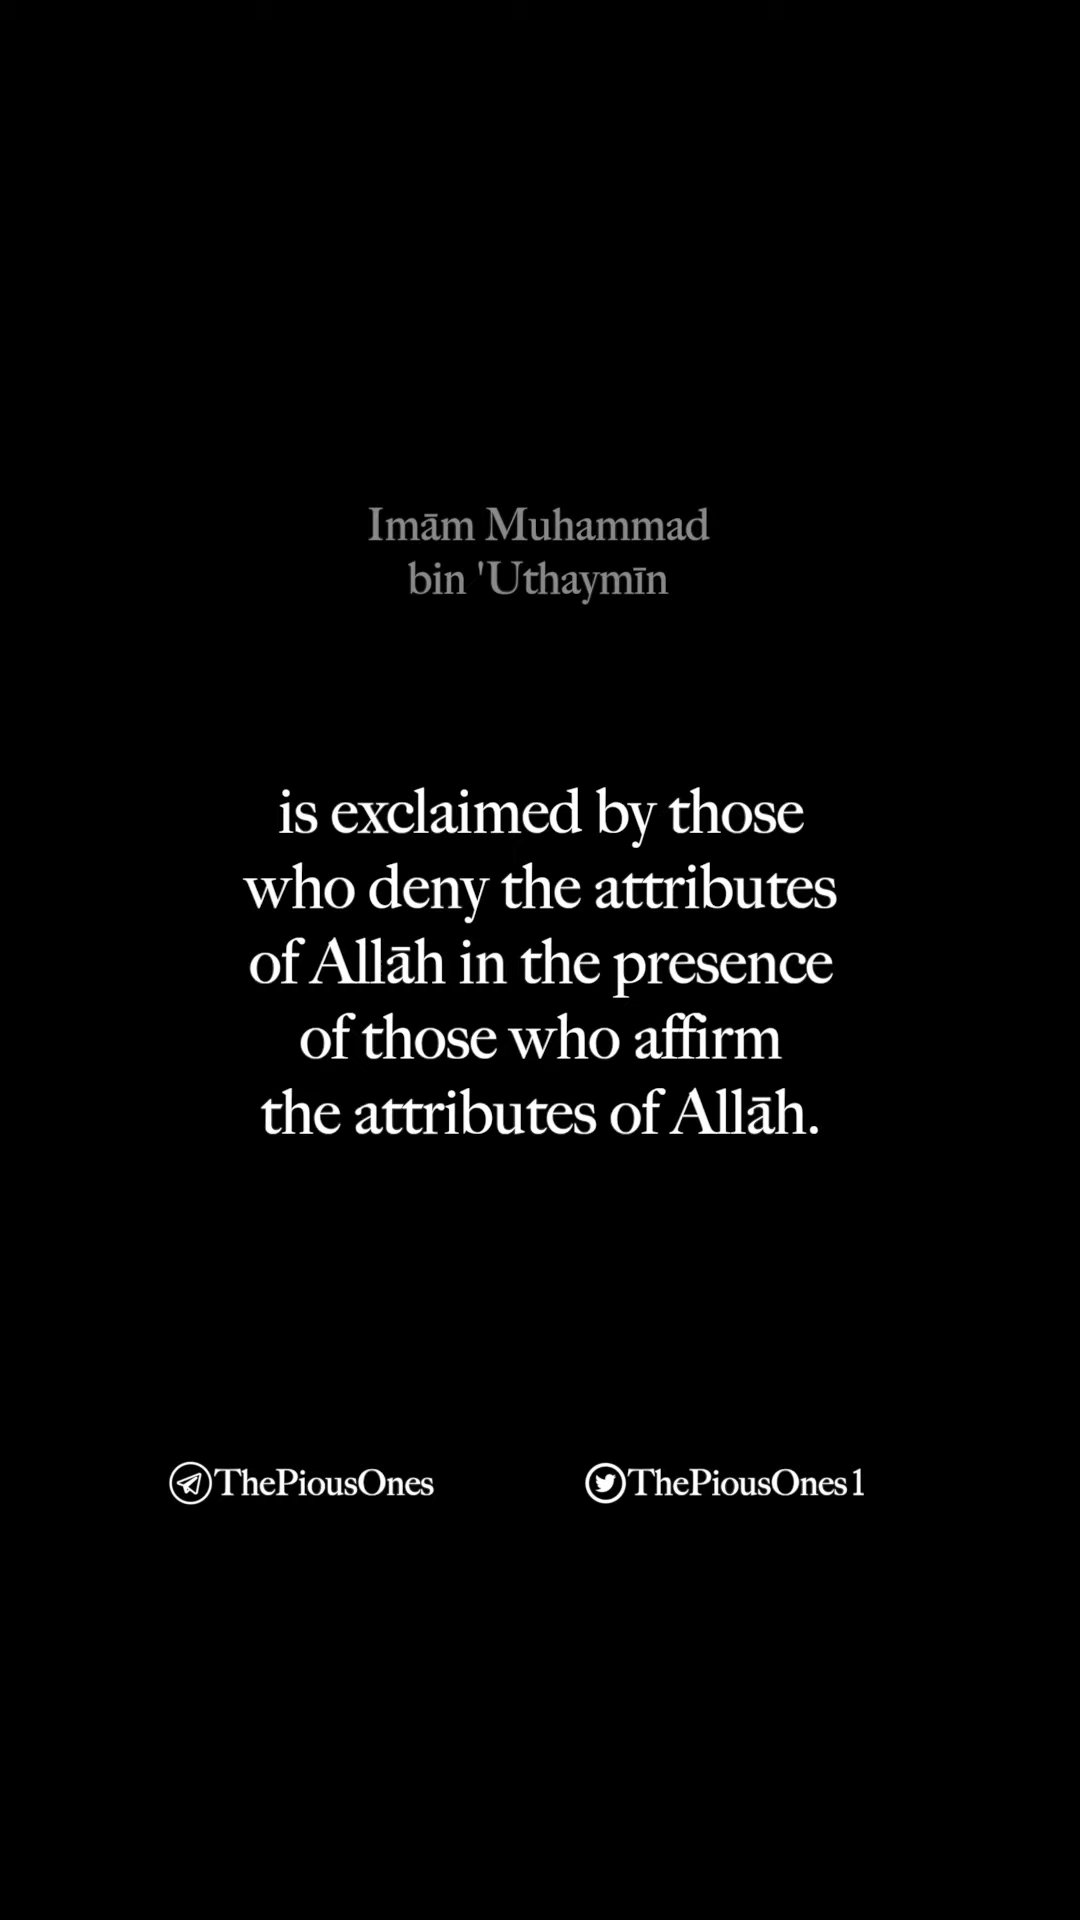 Imām Muhammad
bin 'Uthaymīn
is exclaimed by those
who deny the attributes
of Allāh in the presence
of those who affirm
the attributes of Allāh.
ThePiousOnes
ThePiousOnes1